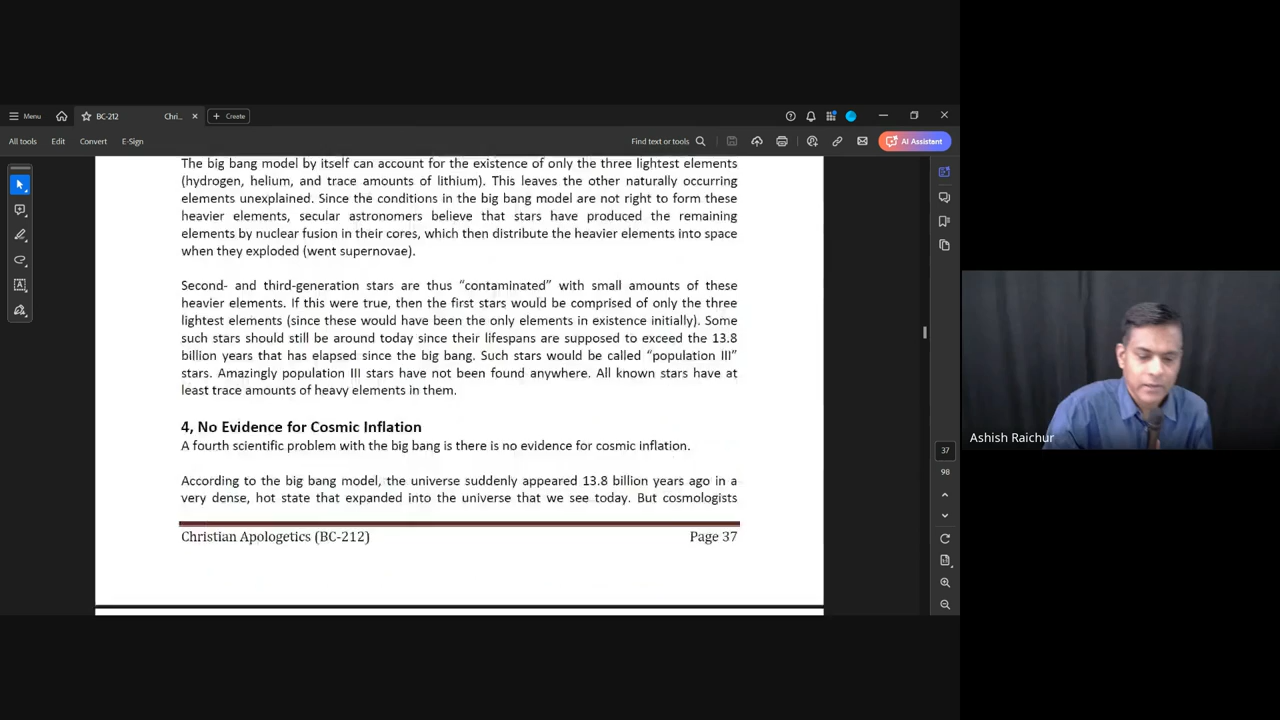 Menu
BC-212
Chri...
Create
All tools
Edit
Convert
E-Sign
Find text or tools
AI Assistant
The big bang model by itself can account for the existence of only the three lightest elements
(hydrogen, helium, and trace amounts of lithium). This leaves the other naturally occurring
elements unexplained. Since the conditions in the big bang model are not right to form these
heavier elements, secular astronomers believe that stars have produced the remaining
elements by nuclear fusion in their cores, which then distribute the heavier elements into space
when they exploded (went supernovae).
Second- and third-generation stars are thus “contaminated” with small amounts of these
heavier elements. If this were true, then the first stars would be comprised of only the three
lightest elements (since these would have been the only elements in existence initially). Some
such stars should still be around today since their lifespans are supposed to exceed the 13.8
billion years that has elapsed since the big bang. Such stars would be called “population III”
stars. Amazingly population III stars have not been found anywhere. All known stars have at
least trace amounts of heavy elements in them.
4, No Evidence for Cosmic Inflation
A fourth scientific problem with the big bang is there is no evidence for cosmic inflation.
According to the big bang model, the universe suddenly appeared 13.8 billion years ago in a
very dense, hot state that expanded into the universe that we see today. But cosmologists
Christian Apologetics (BC-212)
Page 37
37
98
Ashish Raichur